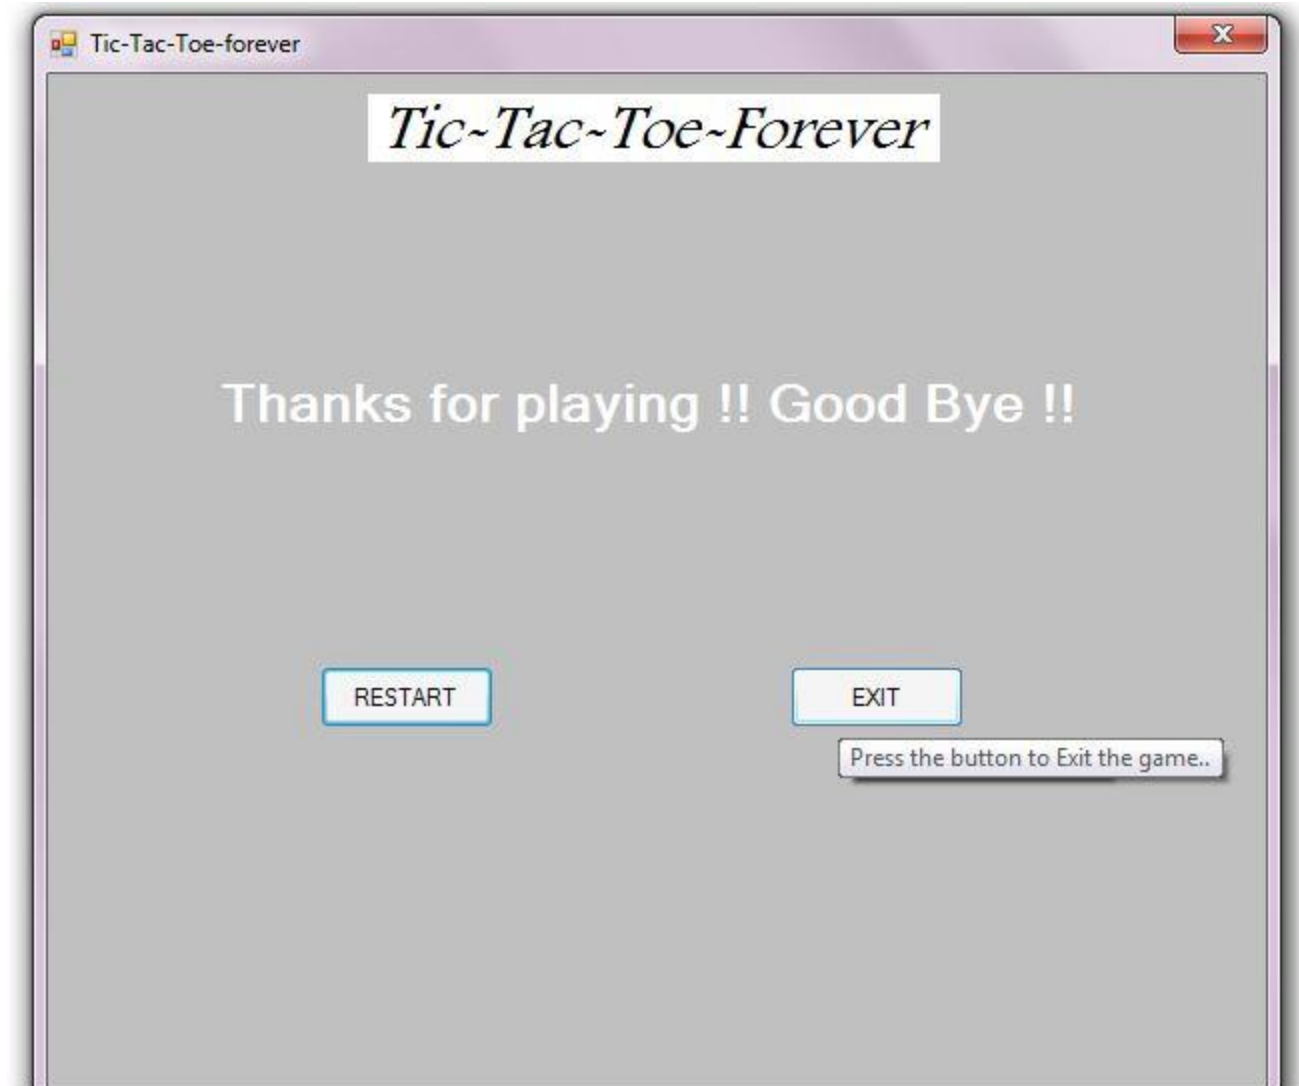 Tic-Tac-Toe-forever
Tic-Tac-Toe-Forever
Thanks for playing !! Good Bye !!
RESTART
EXIT
Press the button to Exit the game..